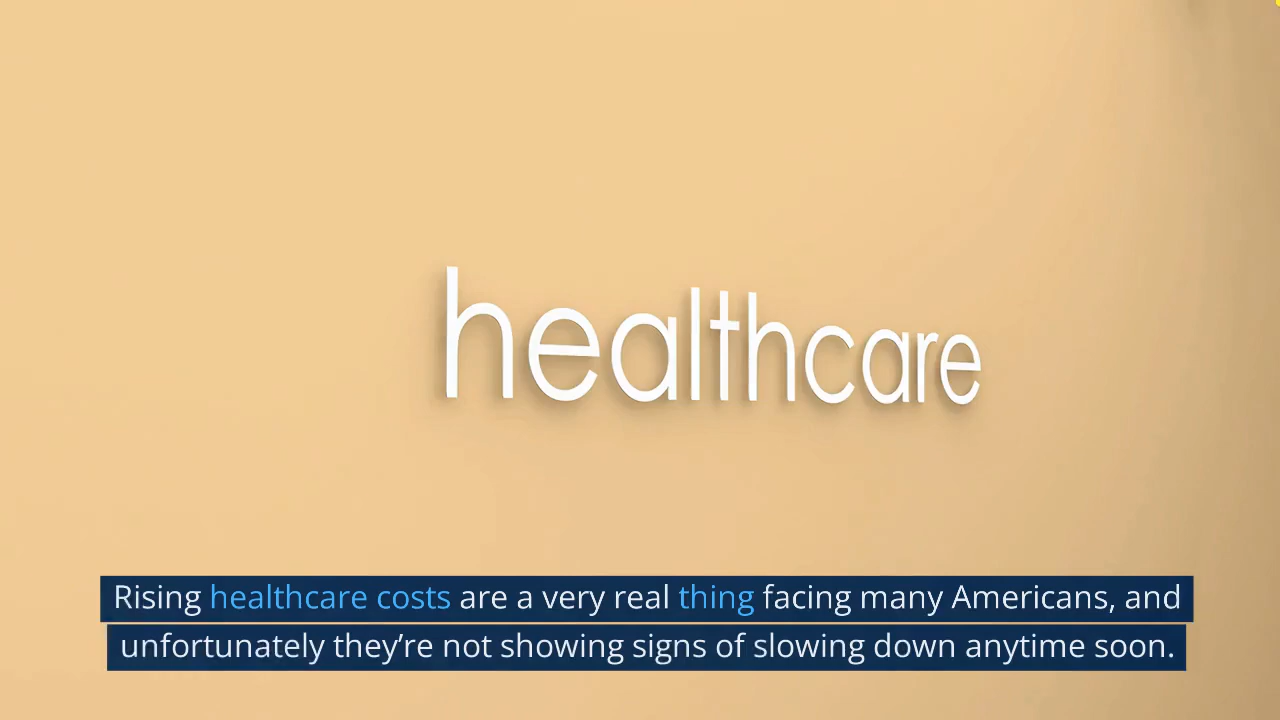 healthcare
Rising healthcare costs are a very real thing facing many Americans, and
unfortunately they’re not showing signs of slowing down anytime soon.